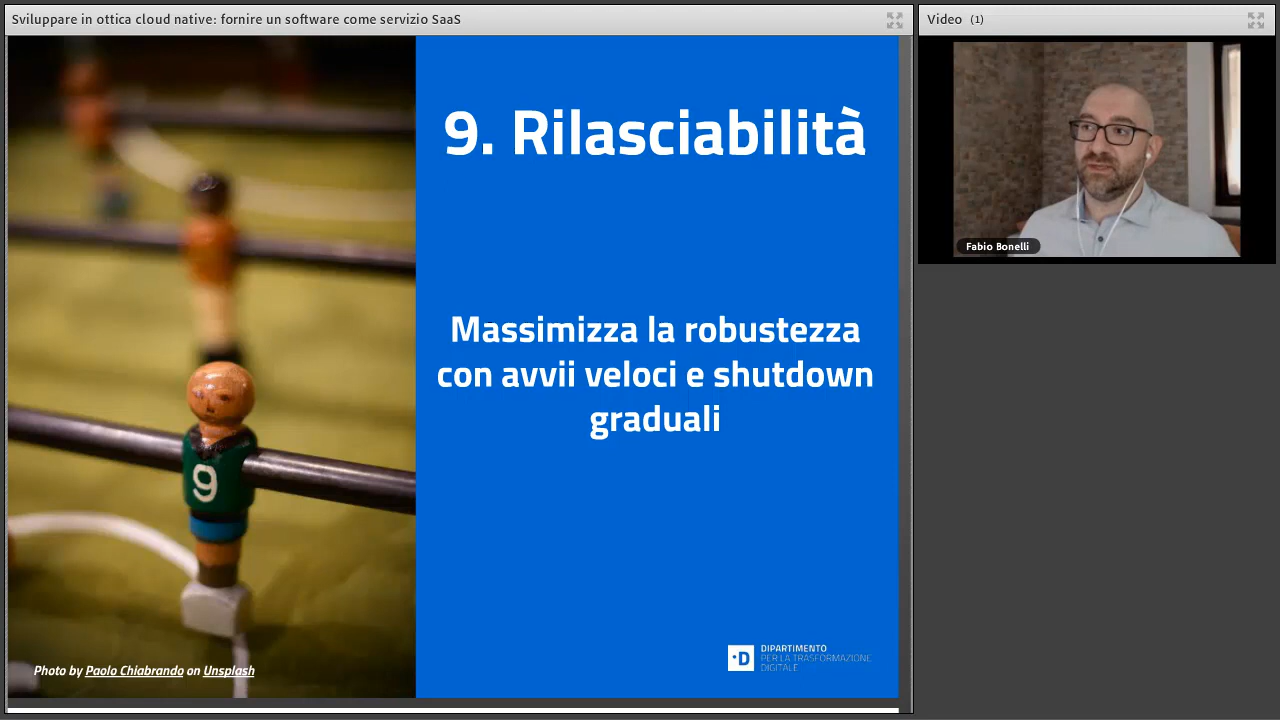 Sviluppare in ottica cloud native: fornire un software come servizio SaaS
Video (1)
9. Rilasciabilità
Massimizza la robustezza
con avvii veloci e shutdown
graduali
9
Photo by Paolo Chiabrando on Unsplash
·D
DIPARTIMENTO
PER LA TRASFORMAZIONE
DIGITALE
Fabio Bonelli